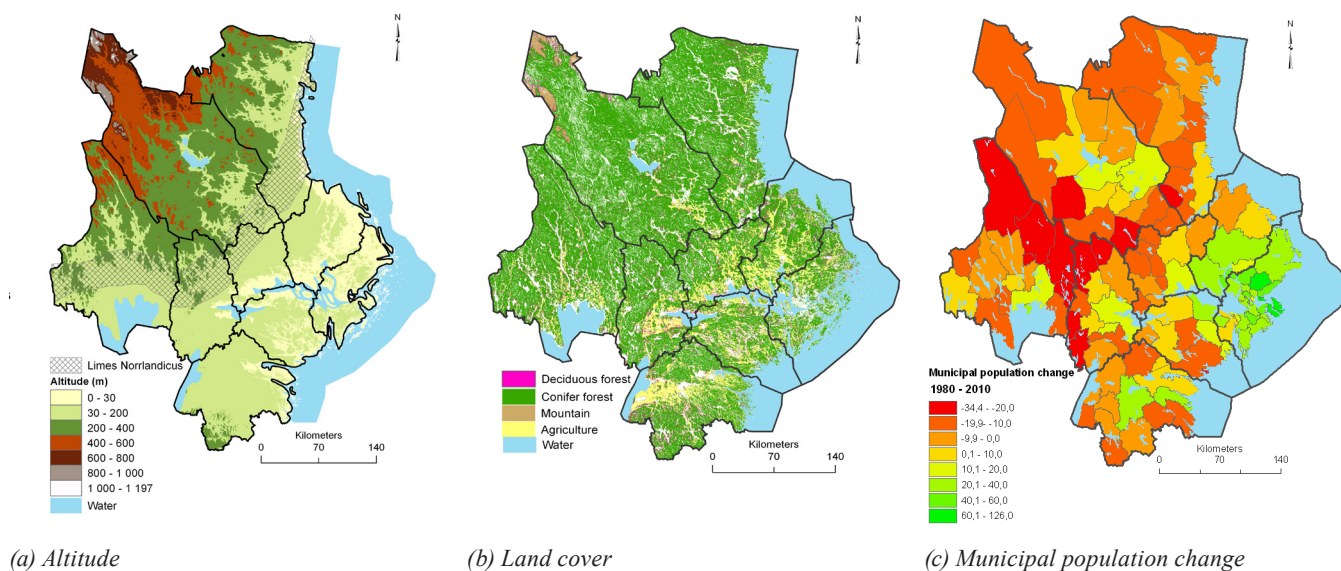 N
Limes Norrlandicus
Altitude (m)
0 - 30
30 - 200
200 - 400
400 - 600
600 - 800
800 - 1 000
1 000 - 1 197
Water
Kilometers
0 70 140
(a) Altitude
N
Deciduous forest
Conifer forest
Mountain
Agriculture
Water
Kilometers
0 70 140
(b) Land cover
N
Municipal population change
1980 - 2010
-34,4 - -20,0
-19,9- -10,0
-9,9 - 0,0
0,1 - 10,0
10,1 - 20,0
20,1 - 40,0
40,1 - 60,0
60,1 - 126,0
Kilometers
0 70 140
(c) Municipal population change